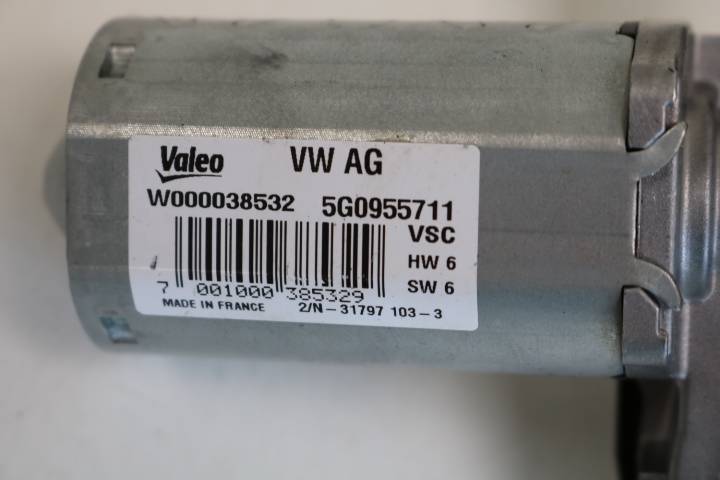 Valeo VW AG
W000038532 5G0955711
VSC
HW 6
SW 6
7 001000 385329
MADE IN FRANCE 2/N-31797 103-3